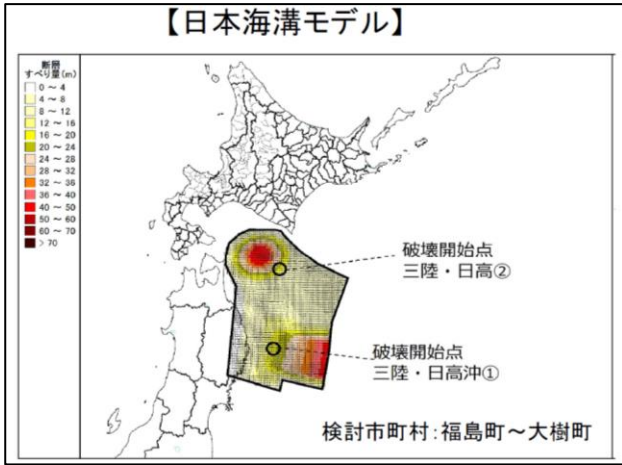 【日本海溝モデル】
断層
すべり量(m)
0 ～ 4
4 ～ 8
8 ～ 12
12 ～ 16
16 ～ 20
20 ～ 24
24 ～ 28
28 ～ 32
32 ～ 36
36 ～ 40
40 ～ 50
50 ～ 60
60 ～ 70
> 70
破壊開始点
三陸・日高②
破壊開始点
三陸・日高沖①
検討市町村:福島町～大樹町